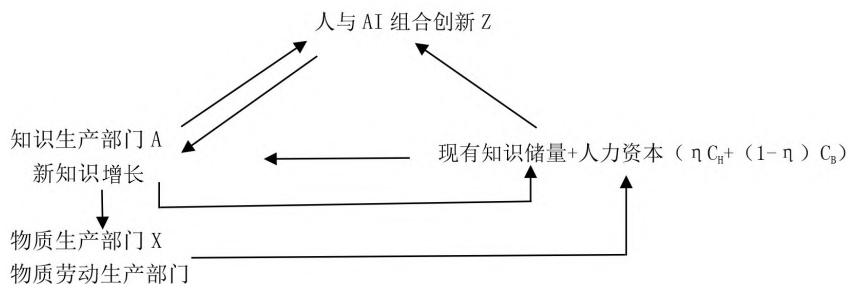 人与 AI 组合创新 Z
知识生产部门 A
新知识增长
现有知识储量+人力资本（ηCH+（1-η）CB）
物质生产部门 X
物质劳动生产部门